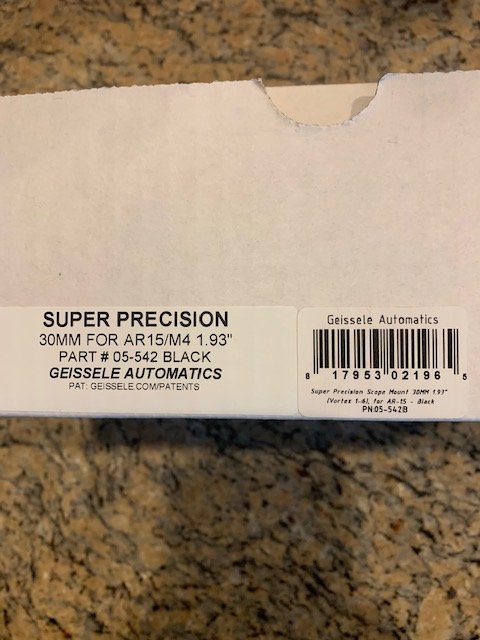 SUPER PRECISION
30MM FOR AR15/M4 1.93"
PART # 05-542 BLACK
GEISSELE AUTOMATICS
PAT: GEISSELE.COM/PATENTS
Geissele Automatics
8 17953 02196 5
Super Precision Scope Mount 30MM 1.93"
(Vortex 1-6), for AR-15 - Black
PN:05-542B